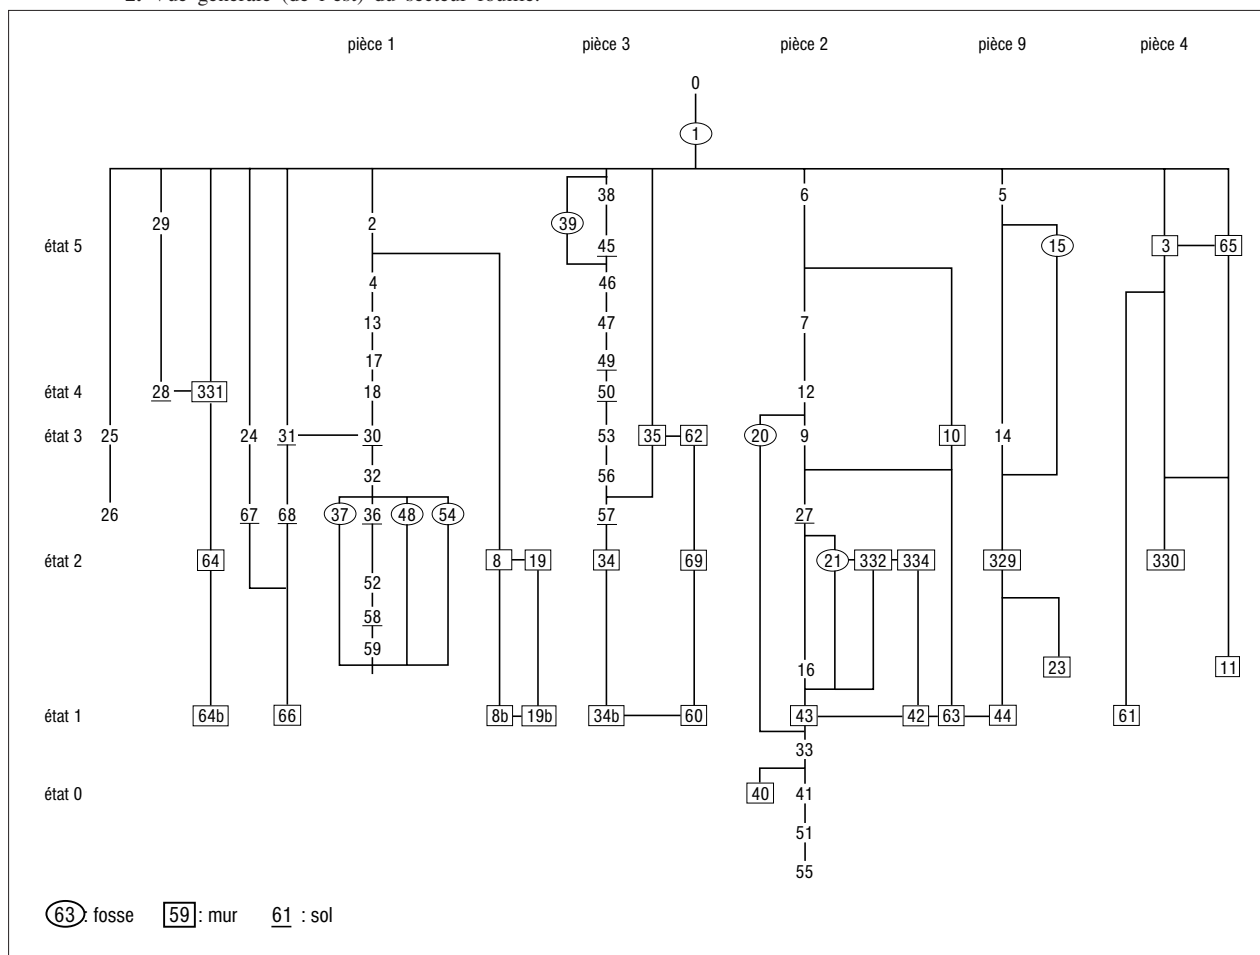 2. Vue générale (de l'est) du secteur fouillé.
pièce 1 pièce 3 pièce 2 pièce 9 pièce 4
0
1
38 6 5
29 2 39
état 5 45 15 3 65
4 46
13 47 7
17 49
état 4 28 331 18 50 12
état 3 25 24 31 30 53 35 62 20 9 10 14
32 56
26 67 68 37 36 48 54 57 27
état 2 64 8 19 34 69 21 332 334 329 330
52
58
59 16 23 11
état 1 64b 66 8b 19b 34b 60 43 42 63 44 61
33
état 0 40 41
51
55
63 : fosse 59 : mur 61 : sol